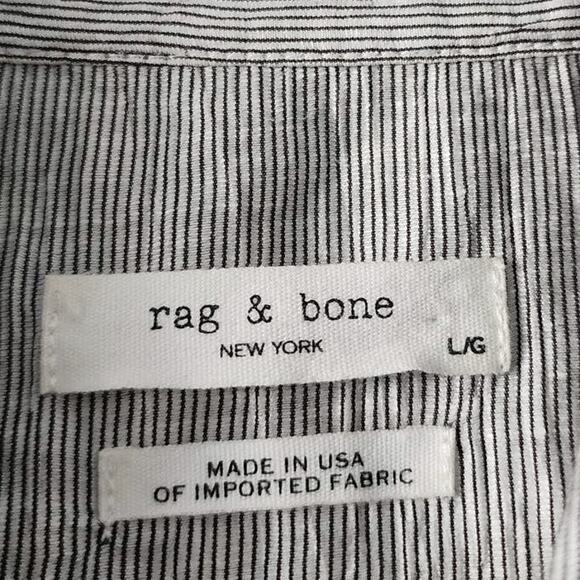 rag & bone
NEW YORK
L/G
MADE IN USA
OF IMPORTED FABRIC